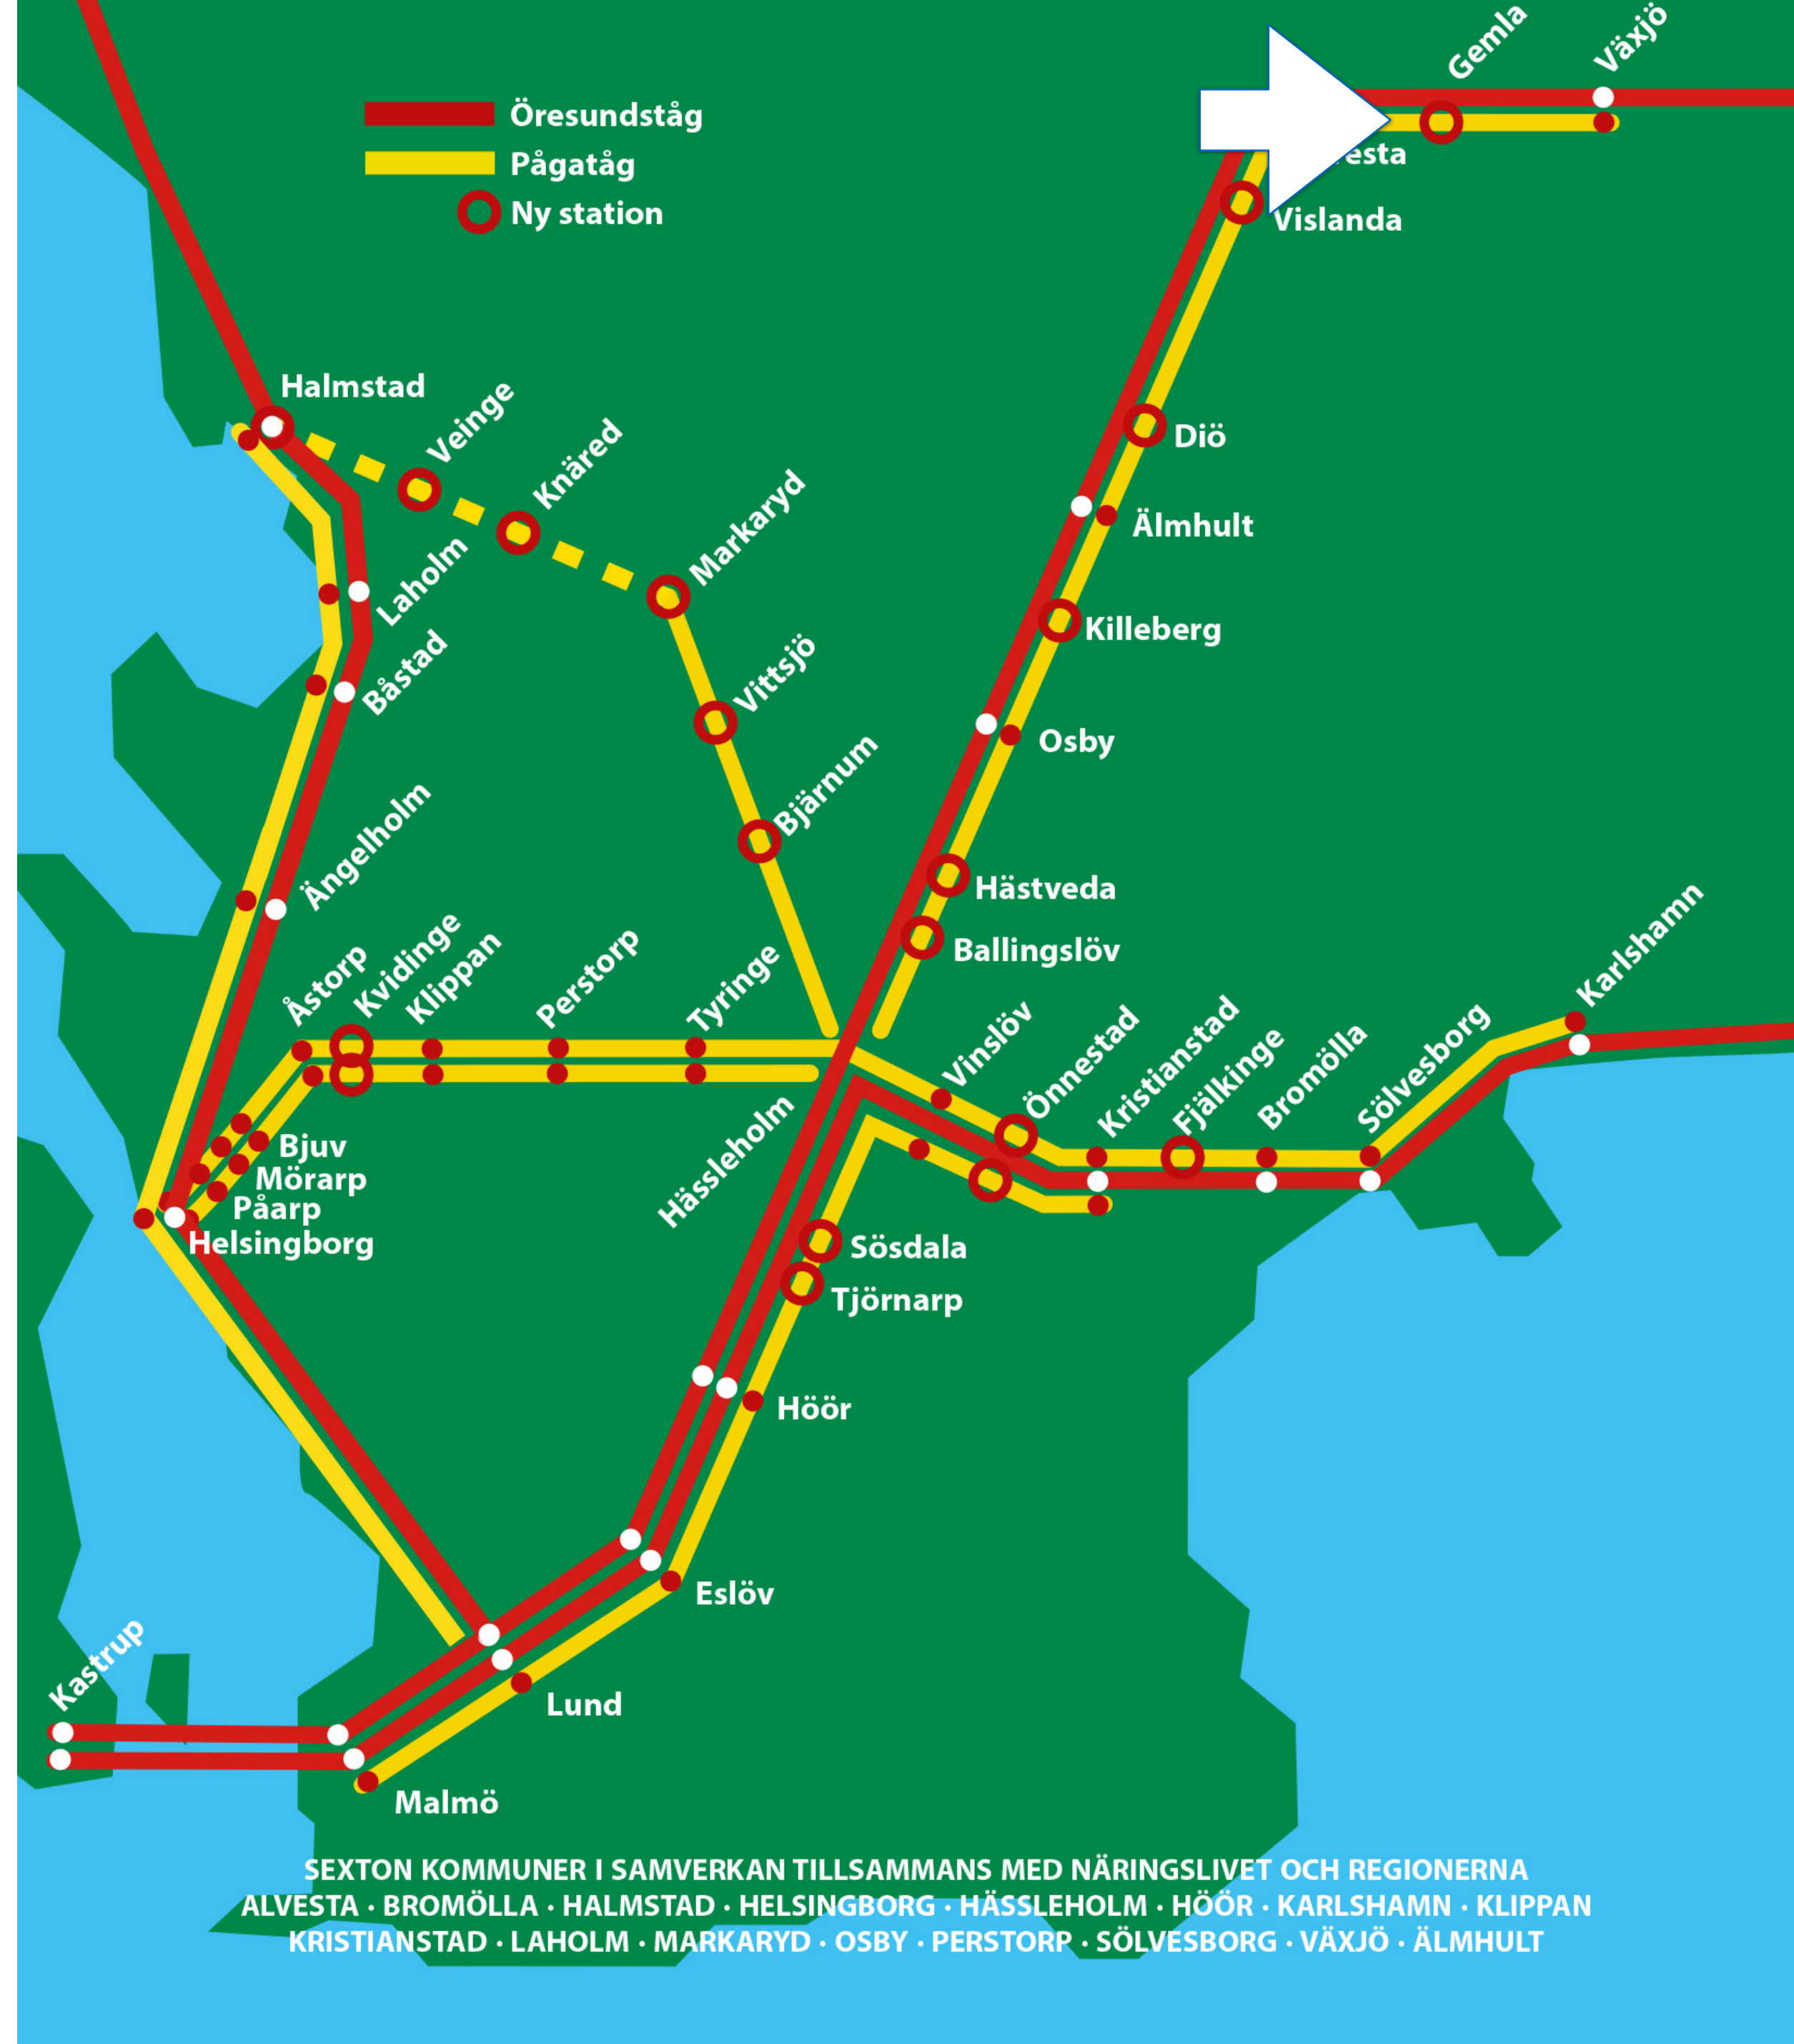 Gemla
Växjö
Öresundståg
Pågatåg
Ny station
Vislanda
Halmstad
Veinge
Knäred
Markaryd
Diö
Älmhult
Laholm
Killeberg
Båstad
Vittsjö
Osby
Bjärnum
Ängelholm
Hästveda
Ballingslöv
Karlshamn
Åstorp
Kvidinge
Klippan
Perstorp
Tyringe
Vinslöv
Önnestad
Kristianstad
Fjälkinge
Bromölla
Sölvesborg
Bjuv
Mörarp
Påarp
Helsingborg
Hässleholm
Sösdala
Tjörnarp
Höör
Eslöv
Kastrup
Lund
Malmö
SEXTON KOMMUNER I SAMVERKAN TILLSAMMANS MED NÄRINGSLIVET OCH REGIONERNA
ALVESTA · BROMÖLLA · HALMSTAD · HELSINGBORG · HÄSSLEHOLM · HÖÖR · KARLSHAMN · KLIPPAN
KRISTIANSTAD · LAHOLM · MARKARYD · OSBY · PERSTORP · SÖLVESBORG · VÄXJÖ · ÄLMHULT